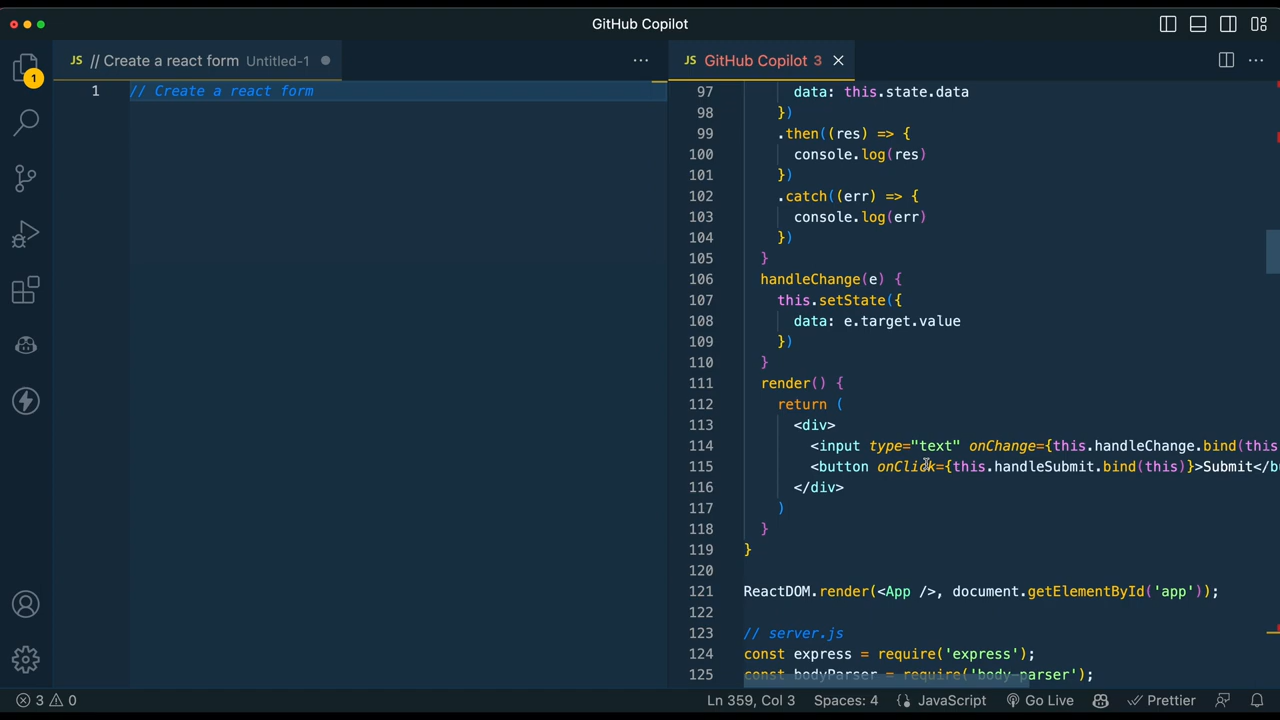 GitHub Copilot
JS // Create a react form Untitled-1
JS GitHub Copilot 3
1
1 // Create a react form
97 data: this.state.data
98 })
99 .then((res) => {
100 console.log(res)
101 })
102 .catch((err) => {
103 console.log(err)
104 })
105 }
106 handleChange(e) {
107 this.setState({
108 data: e.target.value
109 })
110 }
111 render() {
112 return (
113 <div>
114 <input type="text" onChange={this.handleChange.bind(this
115 <button onClick={this.handleSubmit.bind(this)}>Submit</bu
116 </div>
117 )
118 }
119 }
120
121 ReactDOM.render(<App />, document.getElementById('app'));
122
123 // server.js
124 const express = require('express');
125 const bodyParser = require('body-parser');
3 0 Ln 359, Col 3 Spaces: 4 {} JavaScript Go Live Prettier